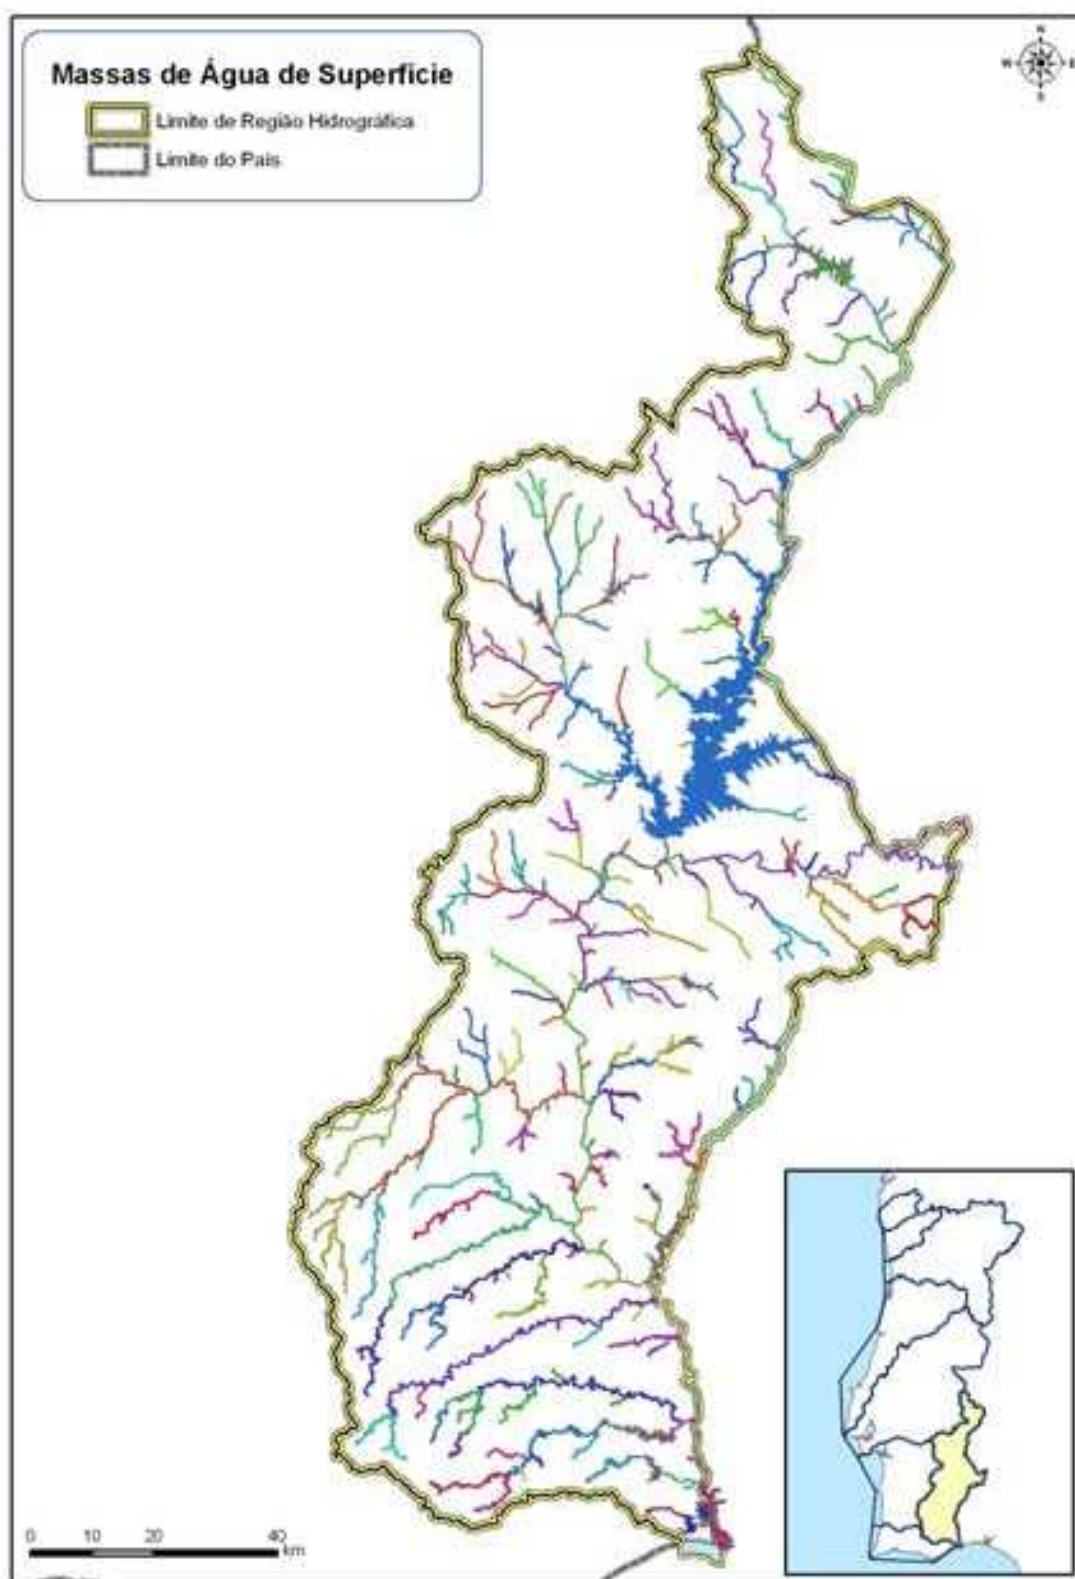 Massas de Água de Superfície
Limite de Região Hidrográfica
Limite do País
N
W E
S
0 10 20 40
km